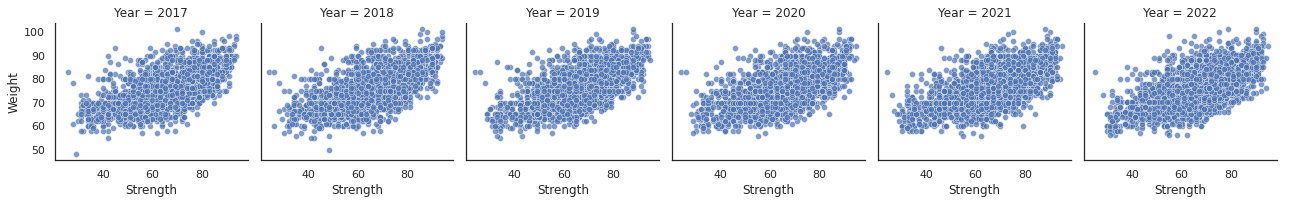 Year = 2017 Year = 2018 Year = 2019 Year = 2020 Year = 2021 Year = 2022
100
90
80
70
60
50
Weight
40 60 80 40 60 80 40 60 80 40 60 80 40 60 80 40 60 80
Strength Strength Strength Strength Strength Strength